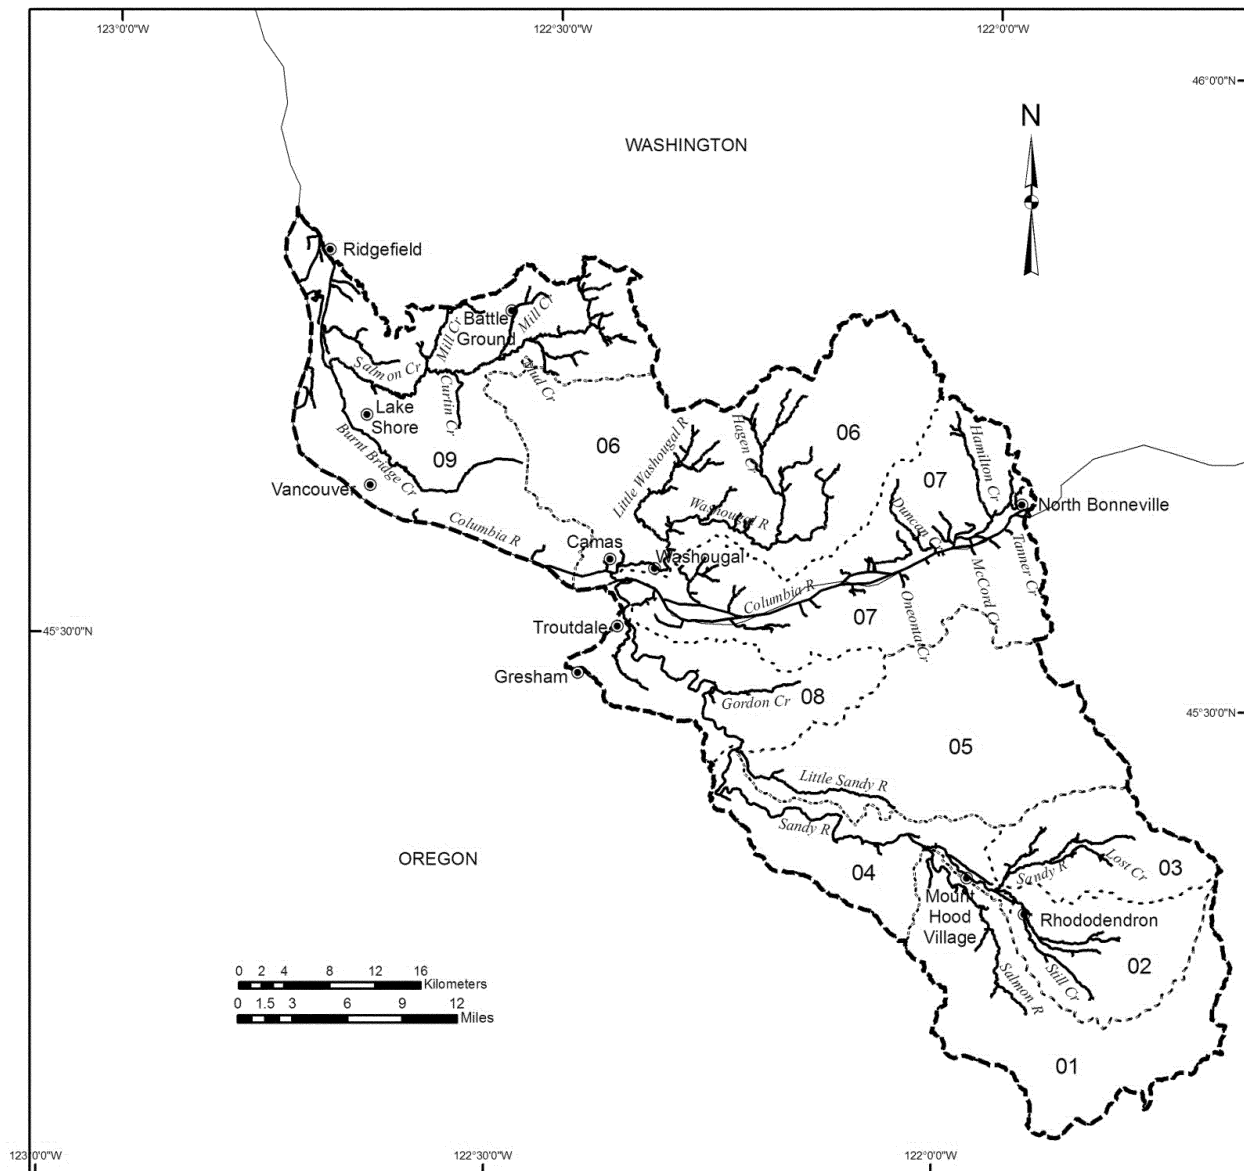 123°0'0"W
122°30'0"W
122°0'0"W
46°0'0"N
N
WASHINGTON
Ridgefield
Battle
Ground
Mill Cr
Mill Cr
Salmon Cr
Mud Cr
Curtin Cr
Lake
Shore
Burnt Bridge Cr
09
06
Little Washougal R
Hagen Cr
06
07
Hamilton Cr
Vancouver
North Bonneville
Columbia R
Washougal R
Duncan Cr
Camas
Washougal
Tanner Cr
McCord Cr
Columbia R
Oneonta Cr
07
Troutdale
45°30'0"N
Gresham
Gordon Cr
08
45°30'0"N
05
Little Sandy R
Sandy R
OREGON
04
Sandy R
Lost Cr
03
Mount
Hood
Village
Rhododendron
02
Still Cr
Salmon R
0 2 4 8 12 16
Kilometers
0 1.5 3 6 9 12
Miles
01
123°0'0"W
122°30'0"W
122°0'0"W